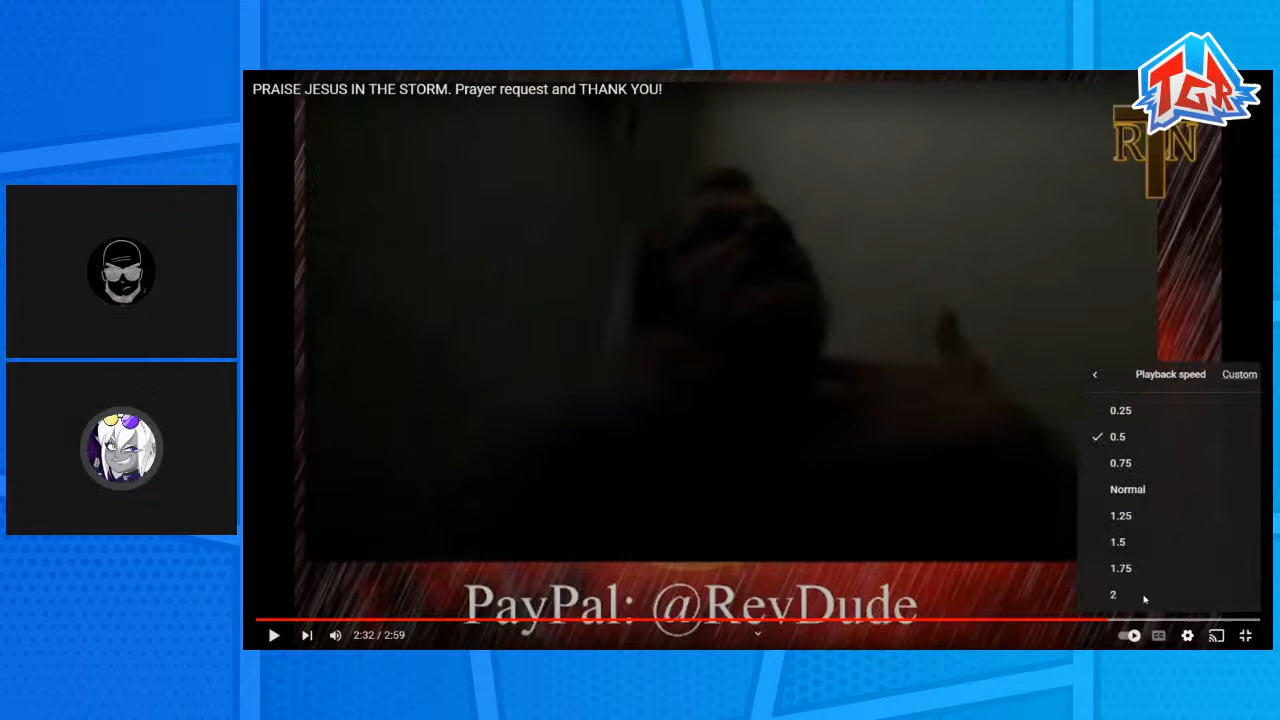 TGR
PRAISE JESUS IN THE STORM. Prayer request and THANK YOU!
RTN
Playback speed Custom
0.25
0.5
0.75
Normal
1.25
1.5
1.75
2
PayPal: @RevDude
2:32 / 2:59
CC